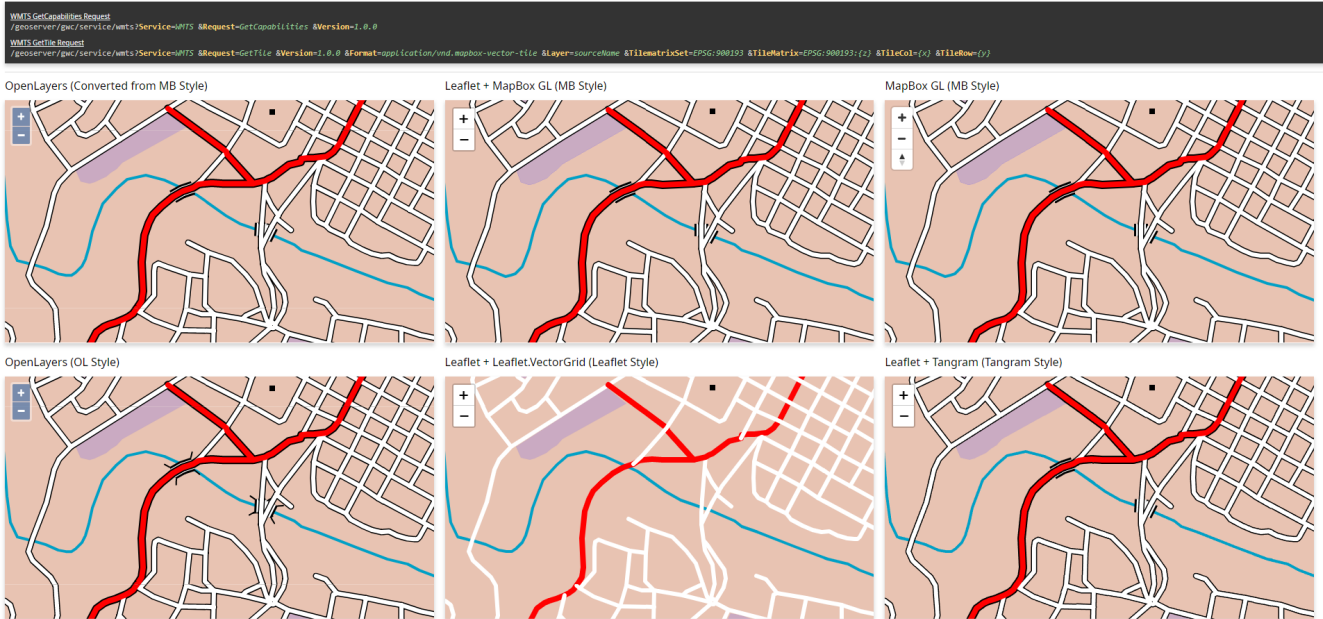 WMTS GetCapabilities Request
/geoserver/gwc/service/wmts?Service=WMTS &Request=GetCapabilities &Version=1.0.0
WMTS GetTile Request
/geoserver/gwc/service/wmts?Service=WMTS &Request=GetTile &Version=1.0.0 &Format=application/vnd.mapbox-vector-tile &Layer=sourceName &TilematrixSet=EPSG:900193 &TileMatrix=EPSG:900193:{z} &TileCol={x} &TileRow={y}
OpenLayers (Converted from MB Style)
Leaflet + MapBox GL (MB Style)
MapBox GL (MB Style)
+
−
+
−
+
−
OpenLayers (OL Style)
Leaflet + Leaflet.VectorGrid (Leaflet Style)
Leaflet + Tangram (Tangram Style)
+
−
+
−
+
−